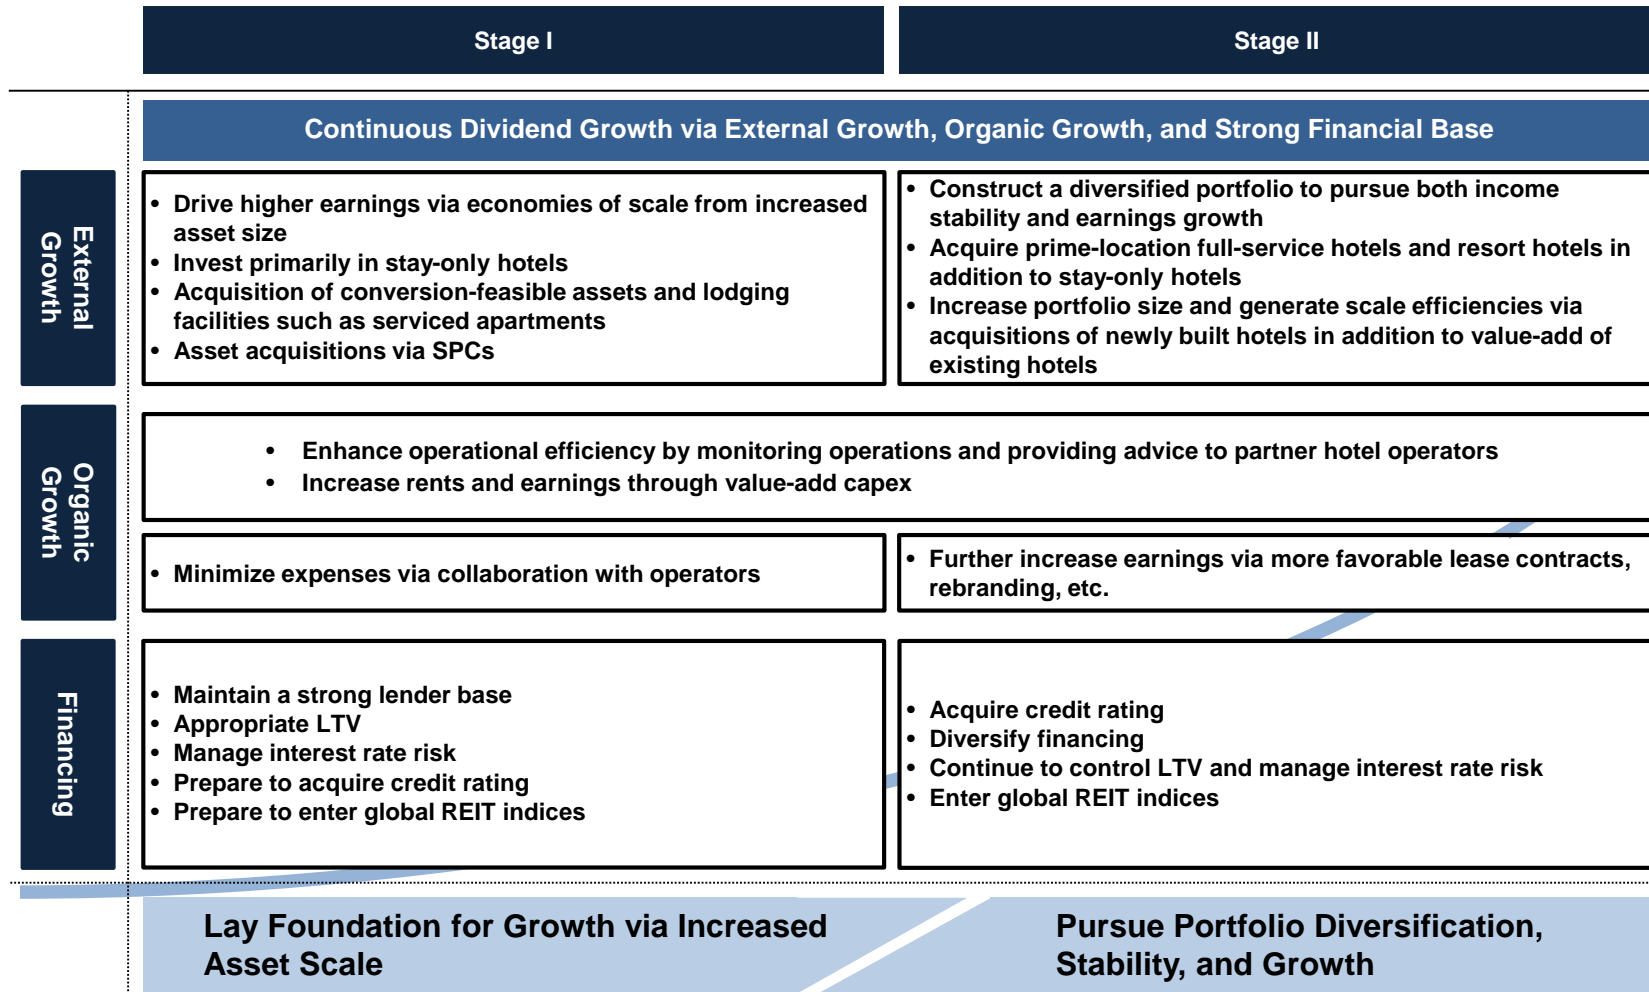 Stage I
Stage II
Continuous Dividend Growth via External Growth, Organic Growth, and Strong Financial Base
External
Growth
• Drive higher earnings via economies of scale from increased
asset size
• Invest primarily in stay-only hotels
• Acquisition of conversion-feasible assets and lodging
facilities such as serviced apartments
• Asset acquisitions via SPCs
• Construct a diversified portfolio to pursue both income
stability and earnings growth
• Acquire prime-location full-service hotels and resort hotels in
addition to stay-only hotels
• Increase portfolio size and generate scale efficiencies via
acquisitions of newly built hotels in addition to value-add of
existing hotels
Organic
Growth
• Enhance operational efficiency by monitoring operations and providing advice to partner hotel operators
• Increase rents and earnings through value-add capex
• Minimize expenses via collaboration with operators
• Further increase earnings via more favorable lease contracts,
rebranding, etc.
Financing
• Maintain a strong lender base
• Appropriate LTV
• Manage interest rate risk
• Prepare to acquire credit rating
• Prepare to enter global REIT indices
• Acquire credit rating
• Diversify financing
• Continue to control LTV and manage interest rate risk
• Enter global REIT indices
Lay Foundation for Growth via Increased
Asset Scale
Pursue Portfolio Diversification,
Stability, and Growth